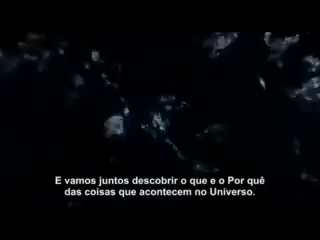 E vamos juntos descobrir o que e o Por quê
das coisas que acontecem no Universo.